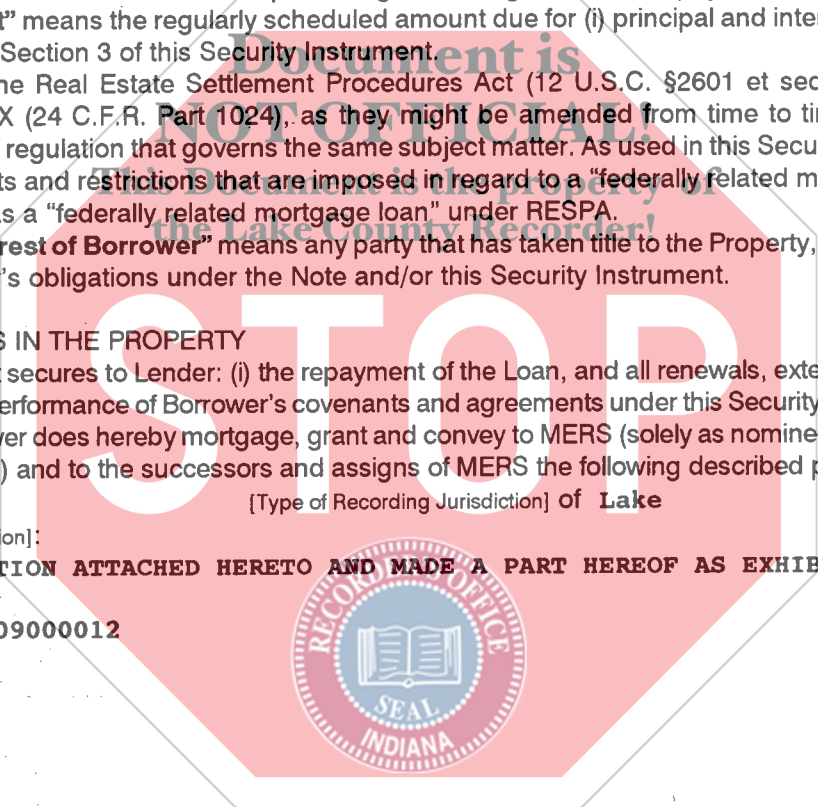 t" means the regularly scheduled amount due for (i) principal and inter
Section 3 of this Security Instrument.
Document is
ne Real Estate Settlement Procedures Act (12 U.S.C. §2601 et sec
X (24 C.F.R. Part 1024), as they might be amended from time to tim
NOT OFFICIAL!
regulation that governs the same subject matter. As used in this Secu
This Document is the property of
ts and restrictions that are imposed in regard to a "federally related m
s a "federally related mortgage loan" under RESPA.
the Lake County Recorder!
rest of Borrower" means any party that has taken title to the Property,
's obligations under the Note and/or this Security Instrument.
S IN THE PROPERTY
t secures to Lender: (i) the repayment of the Loan, and all renewals, exte
erformance of Borrower's covenants and agreements under this Security
STOP
er does hereby mortgage, grant and convey to MERS (solely as nomine
) and to the successors and assigns of MERS the following described p
[Type of Recording Jurisdiction] of Lake
ion]:
TION ATTACHED HERETO AND MADE A PART HEREOF AS EXHIB
09000012
RECORDER'S OFFICE
SEAL
INDIANA